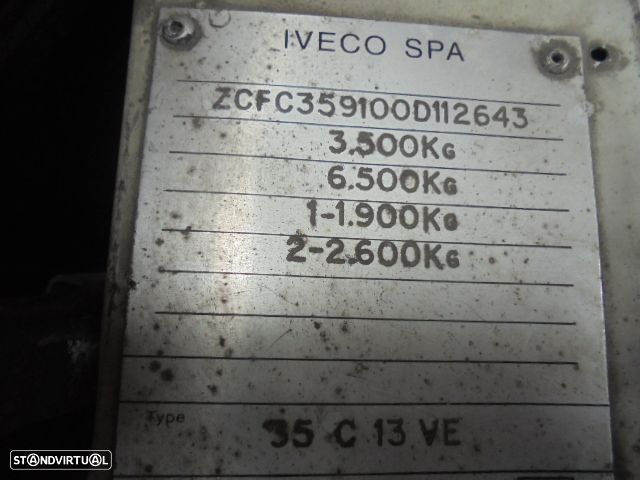 IVECO SPA
ZCFC359100D112643
3.500KG
6.500KG
1-1.900KG
2-2.600KG
Type 35 C 13 VE
STANDVIRTUAL